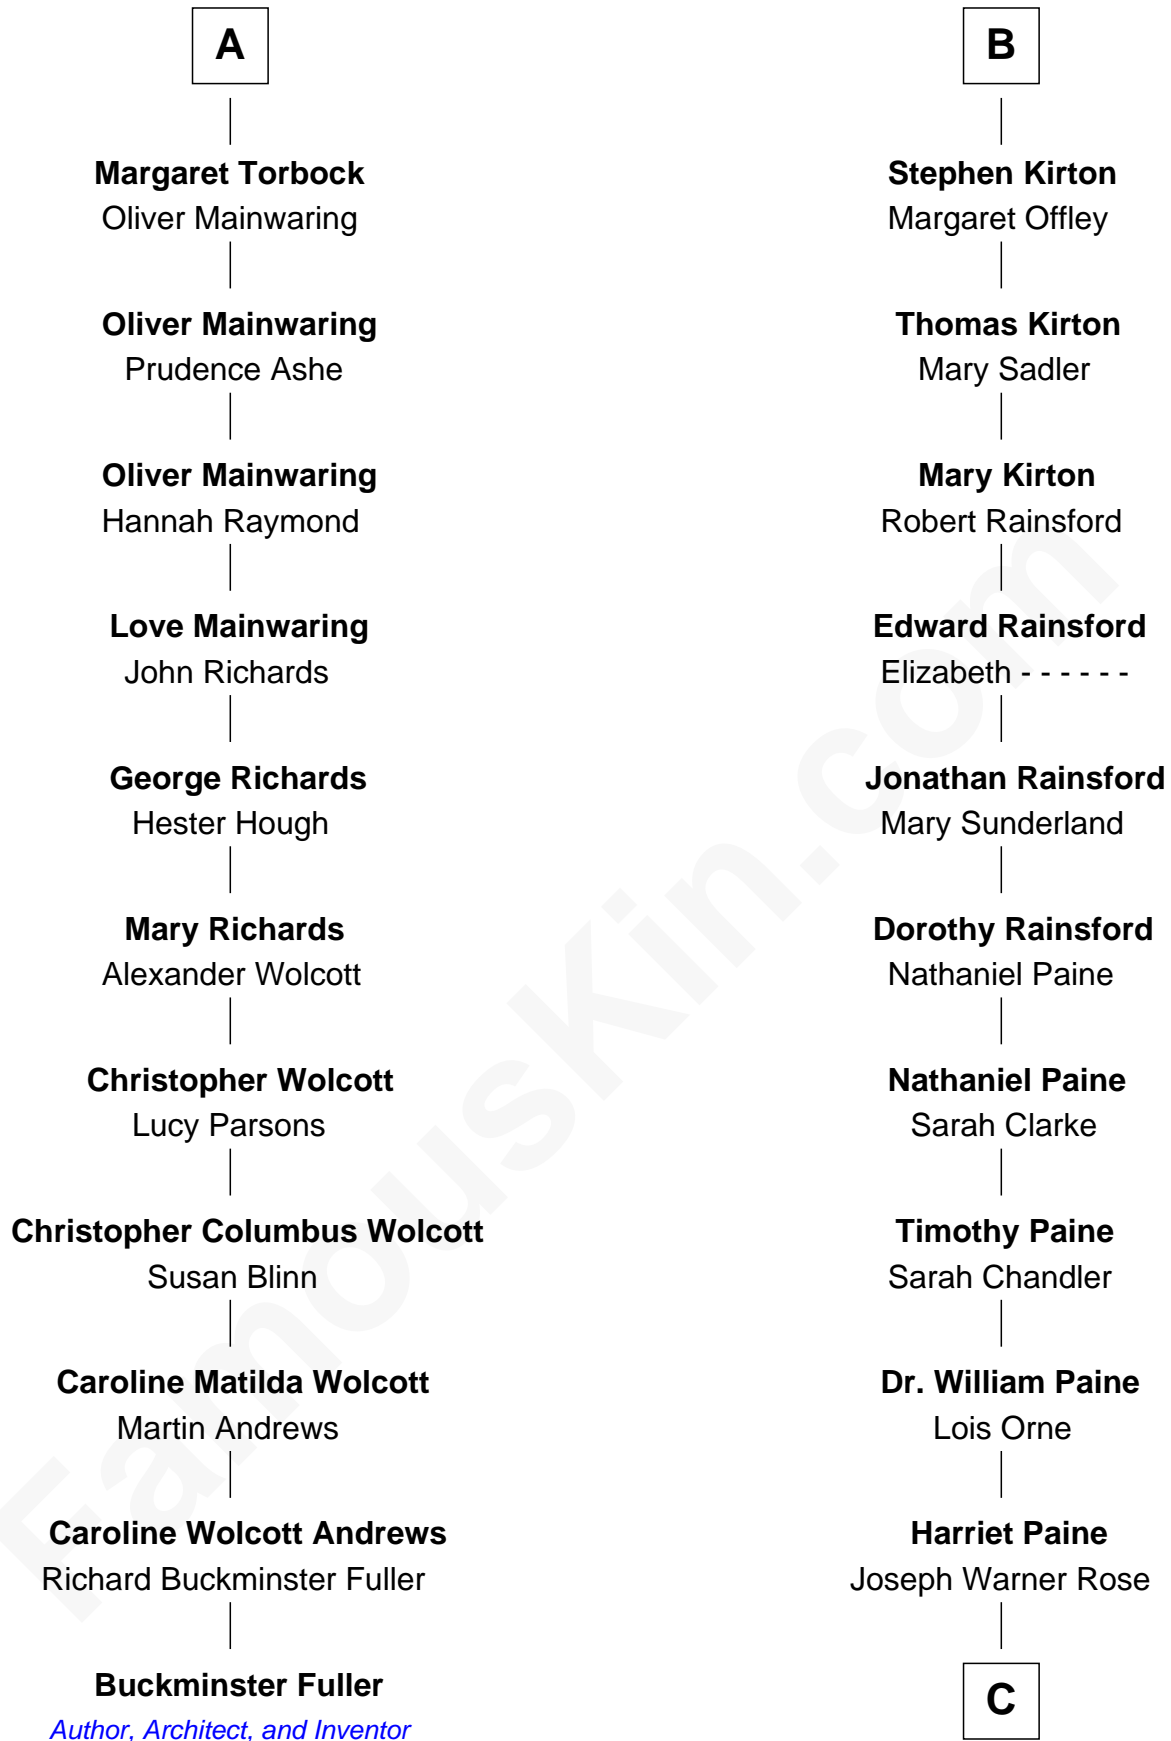 A
Margaret Torbock
Oliver Mainwaring
Oliver Mainwaring
Prudence Ashe
Oliver Mainwaring
Hannah Raymond
Love Mainwaring
John Richards
George Richards
Hester Hough
Mary Richards
Alexander Wolcott
Christopher Wolcott
Lucy Parsons
Christopher Columbus Wolcott
Susan Blinn
Caroline Matilda Wolcott
Martin Andrews
Caroline Wolcott Andrews
Richard Buckminster Fuller
Buckminster Fuller
Author, Architect, and Inventor
B
Stephen Kirton
Margaret Offley
Thomas Kirton
Mary Sadler
Mary Kirton
Robert Rainsford
Edward Rainsford
Elizabeth - - - - - -
Jonathan Rainsford
Mary Sunderland
Dorothy Rainsford
Nathaniel Paine
Nathaniel Paine
Sarah Clarke
Timothy Paine
Sarah Chandler
Dr. William Paine
Lois Orne
Harriet Paine
Joseph Warner Rose
C
FamousKin.com